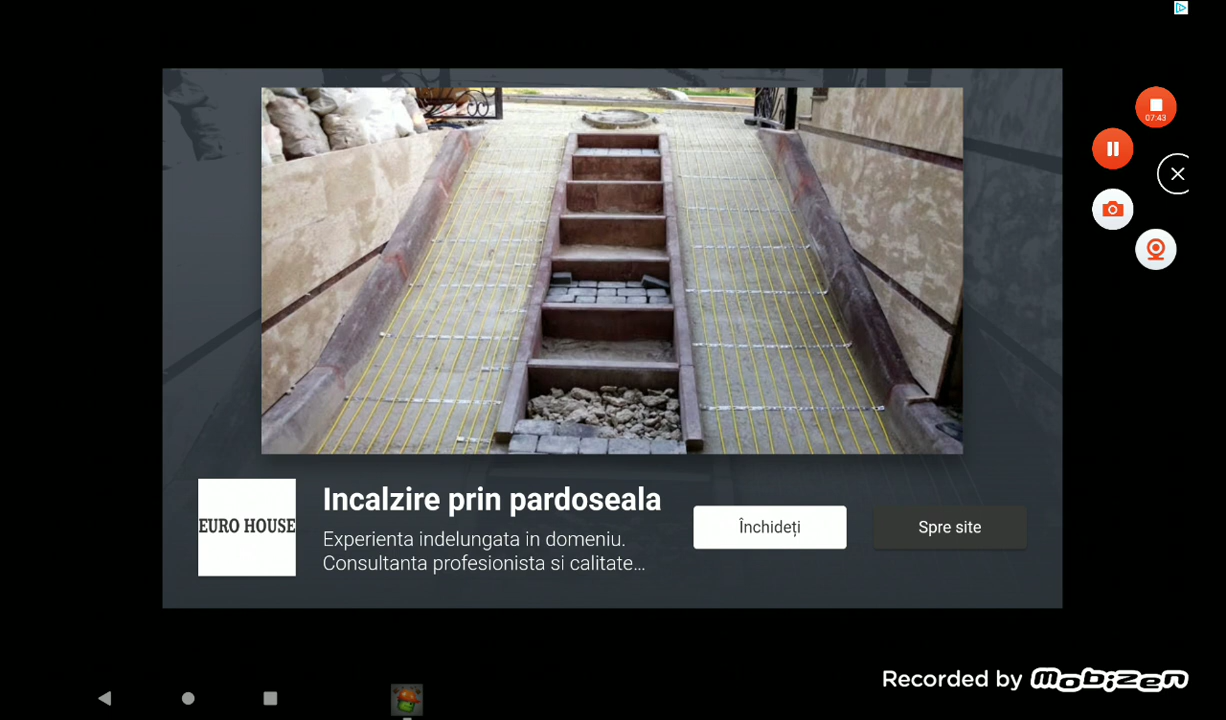 07:43
EURO HOUSE
Incalzire prin pardoseala
Experienta indelungata in domeniu.
Consultanta profesionista si calitate...
Închideți
Spre site
Recorded by mobizen